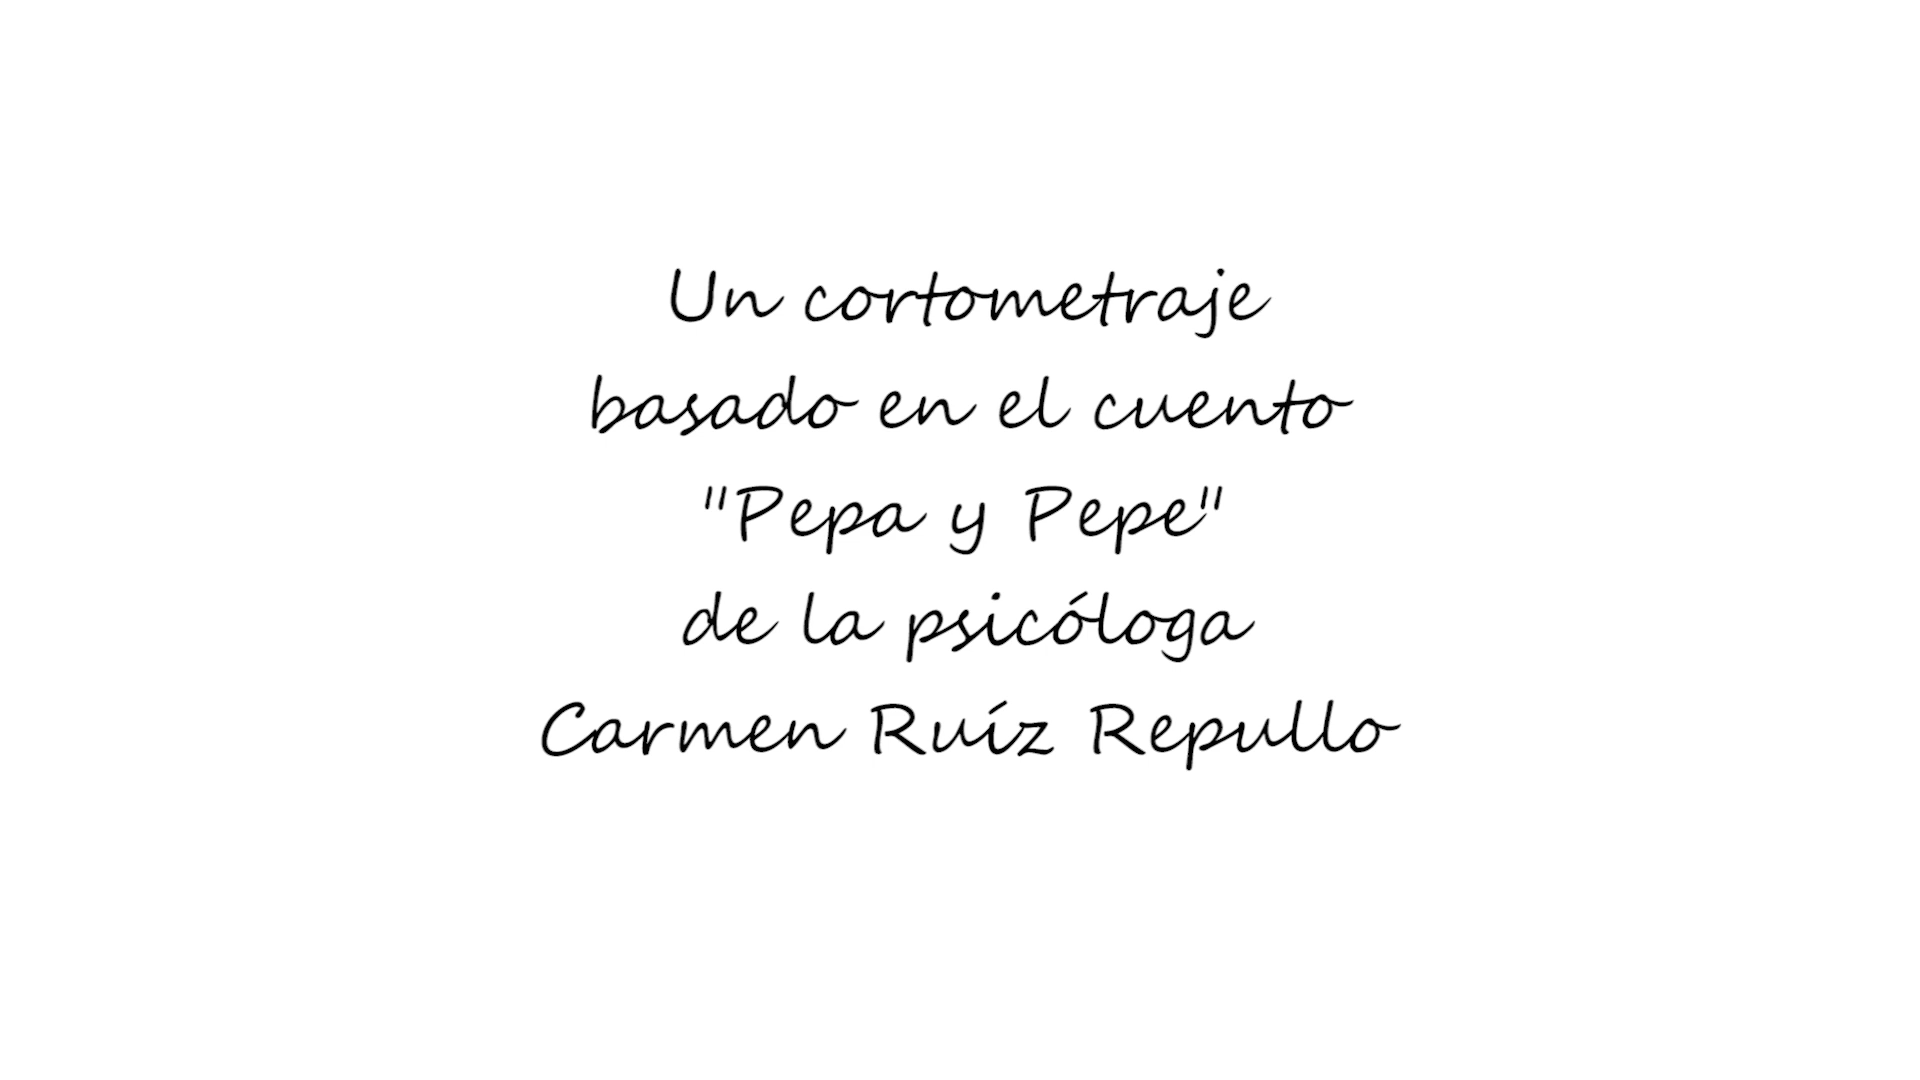 Un cortometraje
basado en el cuento
"Pepa y Pepe"
de la psicóloga
Carmen Ruíz Repullo